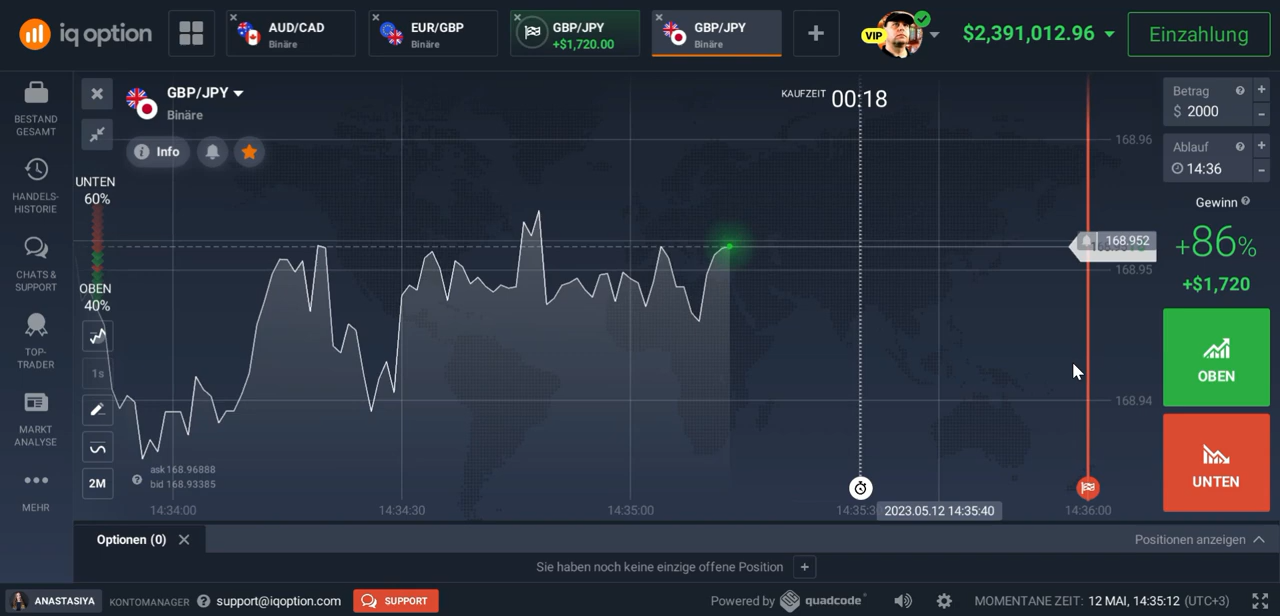 iq option
AUD/CAD
Binäre
EUR/GBP
Binäre
GBP/JPY
+$1,720.00
GBP/JPY
Binäre
VIP
$2,391,012.96
Einzahlung
BESTAND
GESAMT
HANDELS-
HISTORIE
CHATS &
SUPPORT
TOP-
TRADER
MARKT
ANALYSE
MEHR
GBP/JPY
Binäre
Info
UNTEN
60%
OBEN
40%
1s
2M
KAUFZEIT 00:18
168.96
168.952
168.95
168.94
ask 168.96888
bid 168.93385
14:34:00
14:34:30
14:35:00
14:35:3
2023.05.12 14:35:40
14:36:00
Betrag
$ 2000
Ablauf
14:36
Gewinn
+86%
+$1,720
OBEN
UNTEN
Optionen (0)
Positionen anzeigen
Sie haben noch keine einzige offene Position
ANASTASIYA
KONTOMANAGER
support@iqoption.com
SUPPORT
Powered by quadcode
MOMENTANE ZEIT: 12 MAI, 14:35:12 (UTC+3)